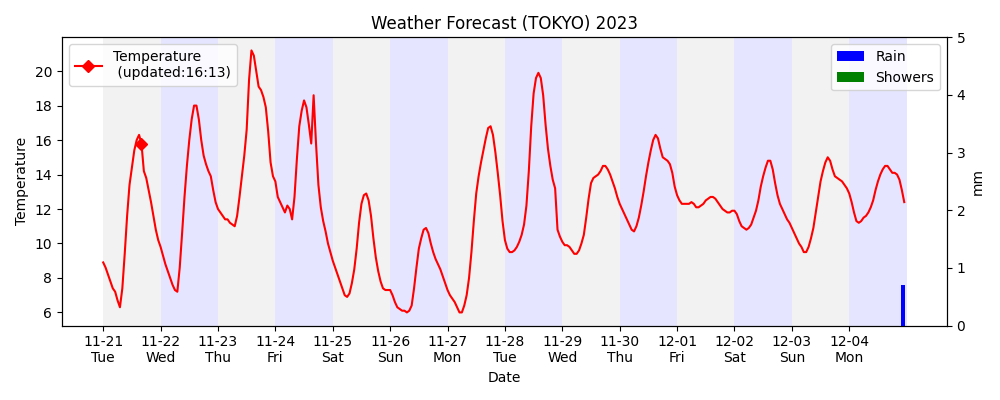 Weather Forecast (TOKYO) 2023
Temperature
(updated:16:13)
Rain
Showers
Temperature
20
18
16
14
12
10
8
6
5
4
3
2
1
0
mm
11-21 11-22 11-23 11-24 11-25 11-26 11-27 11-28 11-29 11-30 12-01 12-02 12-03 12-04
Tue Wed Thu Fri Sat Sun Mon Tue Wed Thu Fri Sat Sun Mon
Date